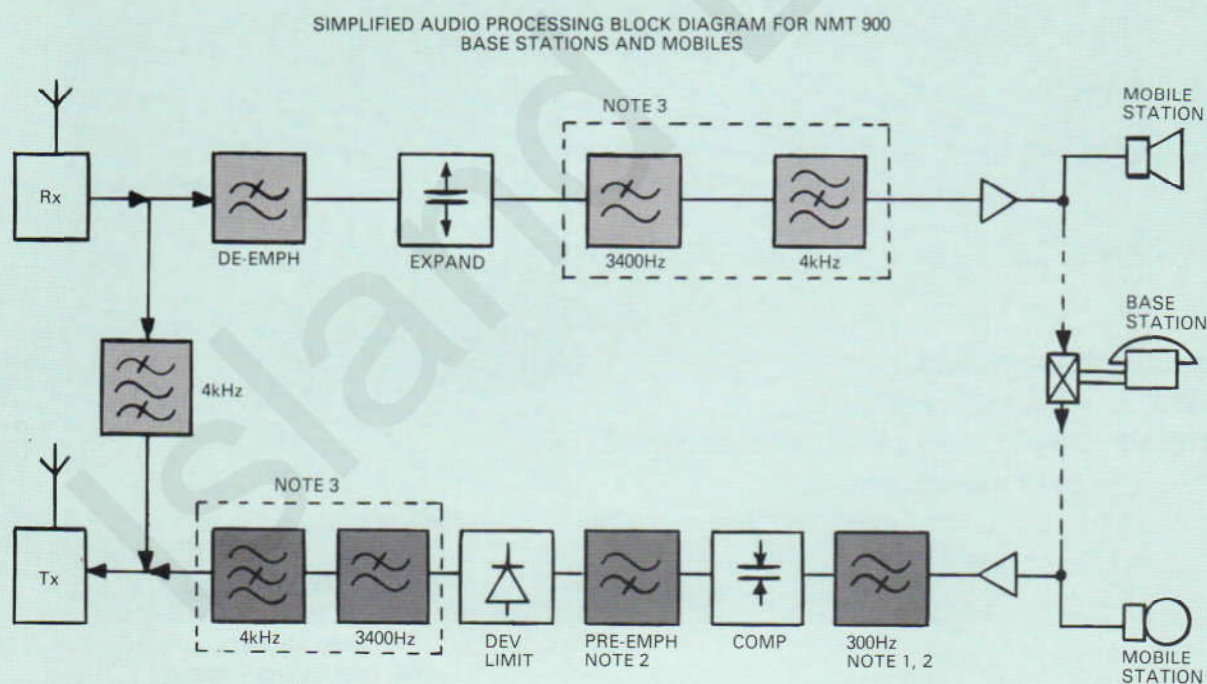 SIMPLIFIED AUDIO PROCESSING BLOCK DIAGRAM FOR NMT 900
BASE STATIONS AND MOBILES
NOTE 3
MOBILE
STATION
Rx
DE-EMPH
EXPAND
3400Hz
4kHz
BASE
STATION
4kHz
NOTE 3
Tx
4kHz
3400Hz
DEV
LIMIT
PRE-EMPH
NOTE 2
COMP
300Hz
NOTE 1, 2
MOBILE
STATION
Island